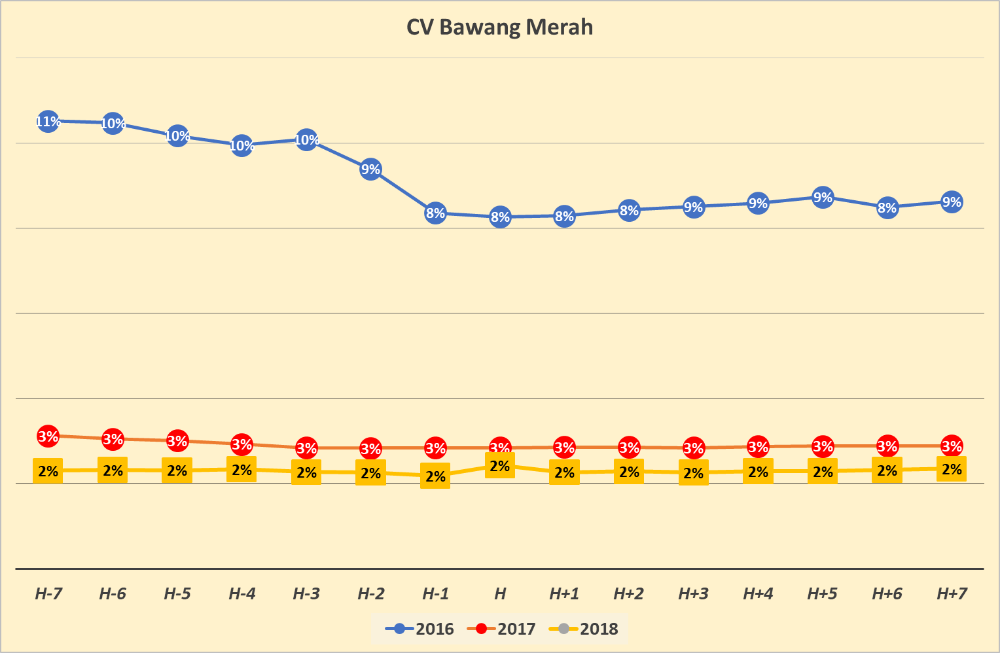 CV Bawang Merah
11% 10% 10% 10% 10% 9% 8% 8% 8% 8% 9% 9% 9% 8% 9%
3% 3% 3% 3% 3% 3% 3% 3% 3% 3% 3% 3% 3% 3% 3%
2% 2% 2% 2% 2% 2% 2% 2% 2% 2% 2% 2% 2% 2% 2%
H-7 H-6 H-5 H-4 H-3 H-2 H-1 H H+1 H+2 H+3 H+4 H+5 H+6 H+7
2016 2017 2018